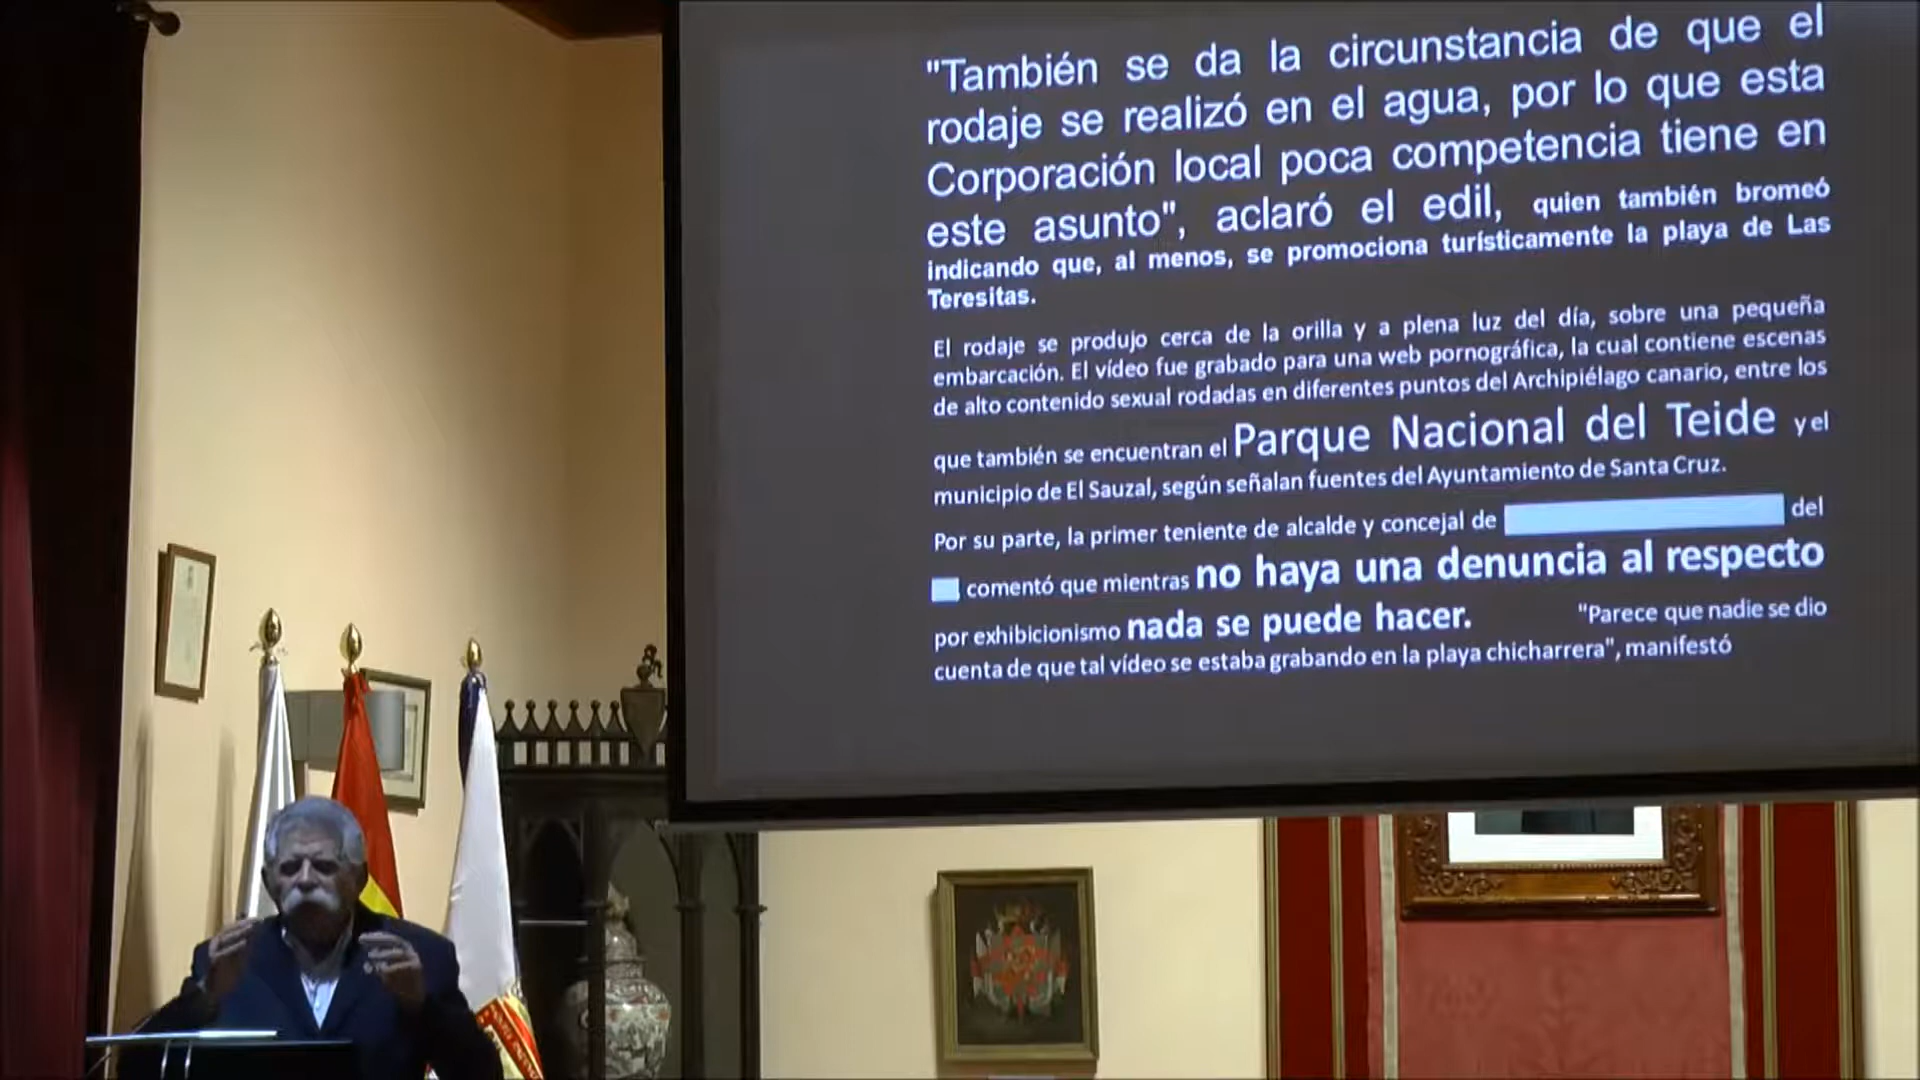 "También se da la circunstancia de que el
rodaje se realizó en el agua, por lo que esta
Corporación local poca competencia tiene en
este asunto", aclaró el edil, quien también bromeó
indicando que, al menos, se promociona turísticamente la playa de Las
Teresitas.
El rodaje se produjo cerca de la orilla y a plena luz del día, sobre una pequeña
embarcación. El vídeo fue grabado para una web pornográfica, la cual contiene escenas
de alto contenido sexual rodadas en diferentes puntos del Archipiélago canario, entre los
que también se encuentran el Parque Nacional del Teide y el
municipio de El Sauzal, según señalan fuentes del Ayuntamiento de Santa Cruz.
Por su parte, la primer teniente de alcalde y concejal de del
comentó que mientras no haya una denuncia al respecto
por exhibicionismo nada se puede hacer. "Parece que nadie se dio
cuenta de que tal vídeo se estaba grabando en la playa chicharrera", manifestó